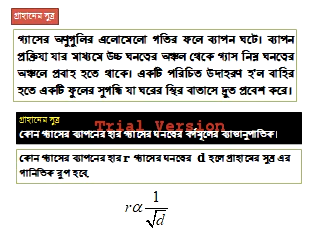 গ্রাহামের সূত্র
গ্যাসের অণুগুলির এলোমেলো গতির ফলে ব্যাপন ঘটে। ব্যাপন
প্রক্রিয়া যার মাধ্যমে উচ্চ ঘনত্বের অঞ্চল থেকে গ্যাস নিম্ন ঘনত্বের
অঞ্চলে প্রবাহ হতে থাকে। একটি পরিচিত উদাহরণ হ'ল বাহির
হতে একটি ফুলের সুগন্ধি যা ঘরের স্থির বাতাসে দ্রুত প্রবেশ করে।
গ্রাহামের সূত্র
কোন গ্যাসের ব্যাপনের হার গ্যাসের ঘনত্বের বর্গমূলের ব্যাস্তানুপাতিক।
Trial Version
কোন গ্যাসের ব্যাপনের হার r গ্যাসের ঘনত্বের d হলে গ্রাহামের সূত্র এর
গানিতিক রূপ হবে,
r α 1/√d